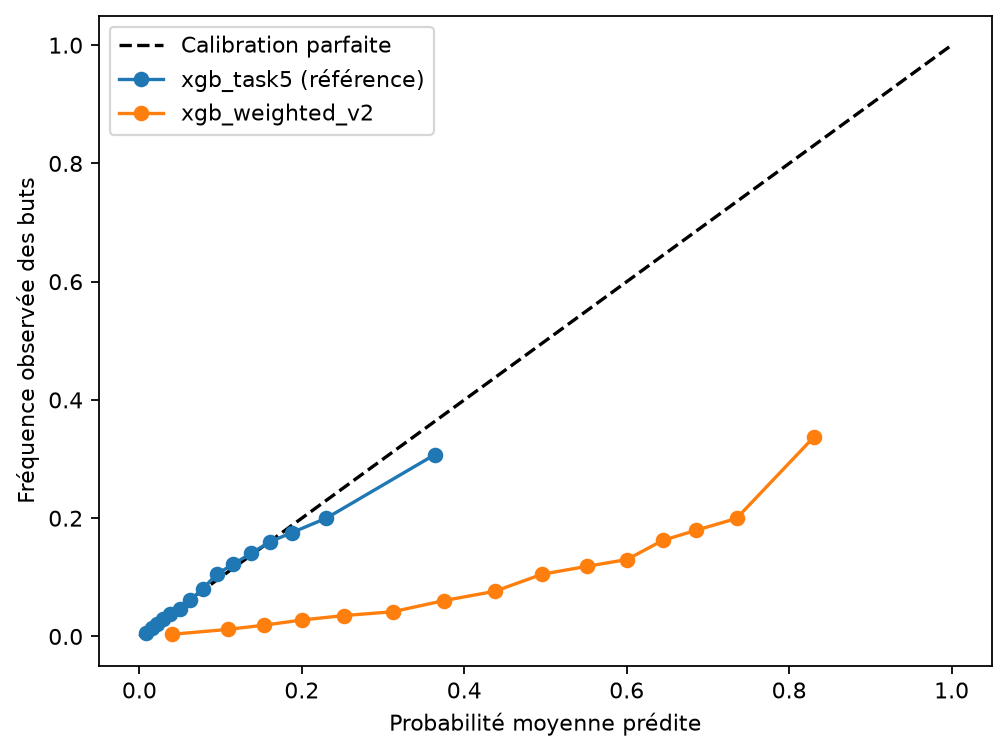 Calibration parfaite
xgb_task5 (référence)
xgb_weighted_v2
1.0
0.8
0.6
0.4
0.2
0.0
Fréquence observée des buts
0.0 0.2 0.4 0.6 0.8 1.0
Probabilité moyenne prédite